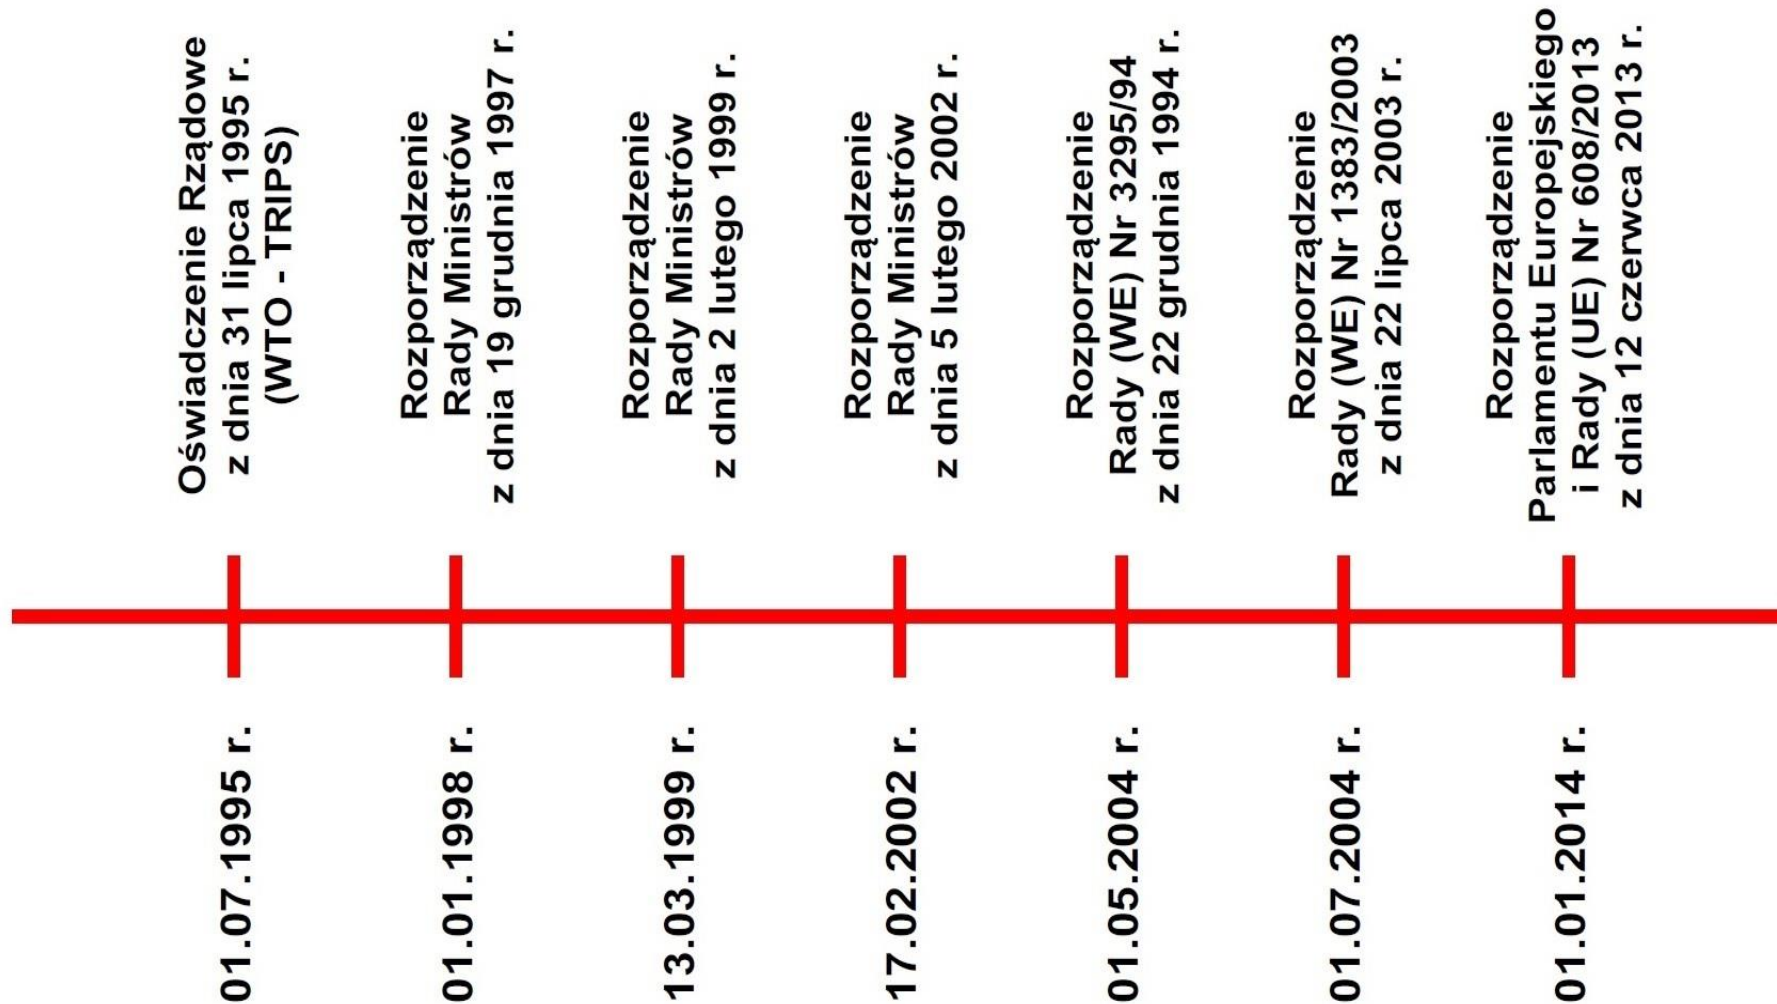 Oświadczenie Rządowe
z dnia 31 lipca 1995 r.
(WTO - TRIPS)
01.07.1995 r.
Rozporządzenie
Rady Ministrów
z dnia 19 grudnia 1997 r.
01.01.1998 r.
Rozporządzenie
Rady Ministrów
z dnia 2 lutego 1999 r.
13.03.1999 r.
Rozporządzenie
Rady Ministrów
z dnia 5 lutego 2002 r.
17.02.2002 r.
Rozporządzenie
Rady (WE) Nr 3295/94
z dnia 22 grudnia 1994 r.
01.05.2004 r.
Rozporządzenie
Rady (WE) Nr 1383/2003
z dnia 22 lipca 2003 r.
01.07.2004 r.
Rozporządzenie
Parlamentu Europejskiego
i Rady (UE) Nr 608/2013
z dnia 12 czerwca 2013 r.
01.01.2014 r.